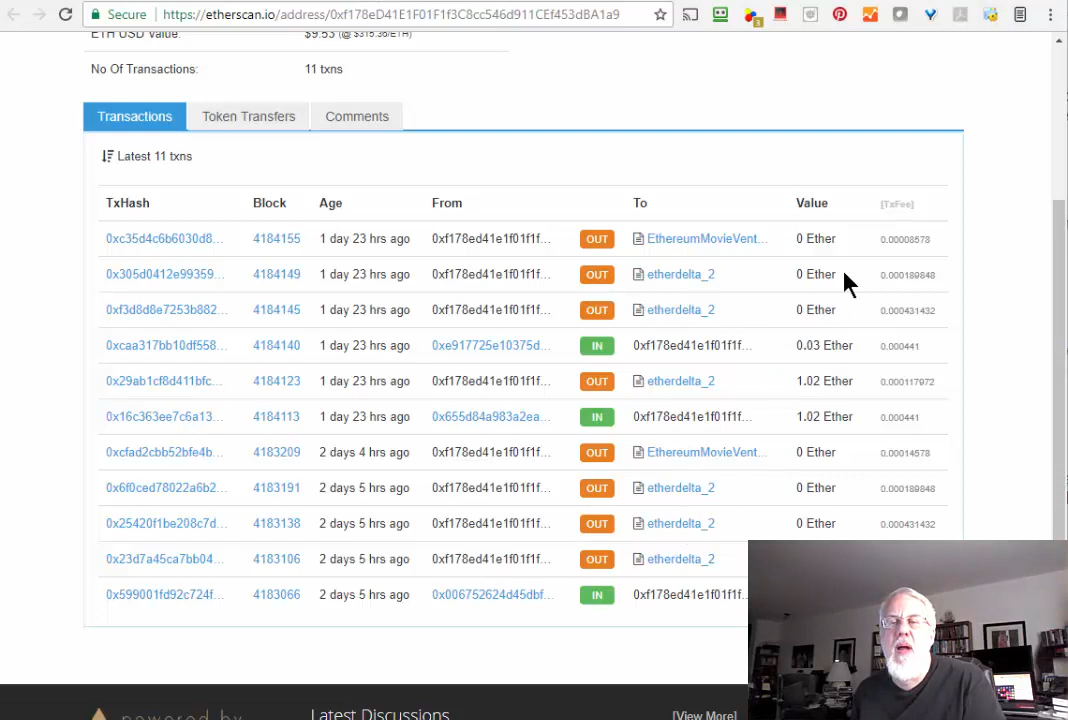 Secure https://etherscan.io/address/0xf178eD41E1F01F1f3C8cc546d911CEf453dBA1a9
ETH USD Value: $9.53 (@ $315.36/ETH)
No Of Transactions: 11 txns
Transactions Token Transfers Comments
Latest 11 txns
TxHash Block Age From To Value [TxFee]
0xc35d4c6b6030d8... 4184155 1 day 23 hrs ago 0xf178ed41e1f01f1f... OUT EthereumMovieVent... 0 Ether 0.00008578
0x305d0412e99359... 4184149 1 day 23 hrs ago 0xf178ed41e1f01f1f... OUT etherdelta_2 0 Ether 0.000189848
0xf3d8d8e7253b882... 4184145 1 day 23 hrs ago 0xf178ed41e1f01f1f... OUT etherdelta_2 0 Ether 0.000431432
0xcaa317bb10df558... 4184140 1 day 23 hrs ago 0xe917725e10375d... IN 0xf178ed41e1f01f1f... 0.03 Ether 0.000441
0x29ab1cf8d411bfc... 4184123 1 day 23 hrs ago 0xf178ed41e1f01f1f... OUT etherdelta_2 1.02 Ether 0.000117972
0x16c363ee7c6a13... 4184113 1 day 23 hrs ago 0x655d84a983a2ea... IN 0xf178ed41e1f01f1f... 1.02 Ether 0.000441
0xcfad2cbb52bfe4b... 4183209 2 days 4 hrs ago 0xf178ed41e1f01f1f... OUT EthereumMovieVent... 0 Ether 0.00014578
0x6f0ced78022a6b2... 4183191 2 days 5 hrs ago 0xf178ed41e1f01f1f... OUT etherdelta_2 0 Ether 0.000189848
0x25420f1be208c7d... 4183138 2 days 5 hrs ago 0xf178ed41e1f01f1f... OUT etherdelta_2 0 Ether 0.000431432
0x23d7a45ca7bb04... 4183106 2 days 5 hrs ago 0xf178ed41e1f01f1f... OUT etherdelta_2
0x599001fd92c724f... 4183066 2 days 5 hrs ago 0x006752624d45dbf... IN 0xf178ed41e1f01f1f...
powered by Latest Discussions [View More]